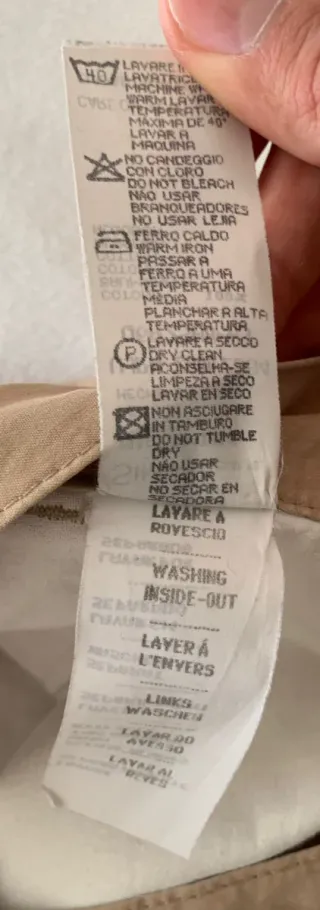 40
LAVARE
LAVATRICE
MACHINE
WARM LAVAR
TEMPERATURA
MAXIMA DE 40°
LAVAR A
MAQUINA
NO CANDEGGIO
CON CLORO
DO NOT BLEACH
NÃO USAR
BRANQUEADORES
NO USAR LEJIA
FERRO CALDO
WARM IRON
PASSAR A
FERRO A UMA
TEMPERATURA
MÉDIA
PLANCHAR A ALTA
TEMPERATURA
P
LAVARE A SECCO
DRY CLEAN
ACONSELHA-SE
LIMPEZA A SECO
LAVAR EN SECO
NON ASCIUGARE
IN TAMBURO
DO NOT TUMBLE
DRY
NÃO USAR
SECADOR
NO SECAR EN
SECADORA
LAVARE A
ROVESCIO
WASHING
INSIDE-OUT
LAVER Á
L'ENVERS
LINKS
WASCHEN
LAVAR DO
AVESSO
LAVAR AL
REVES